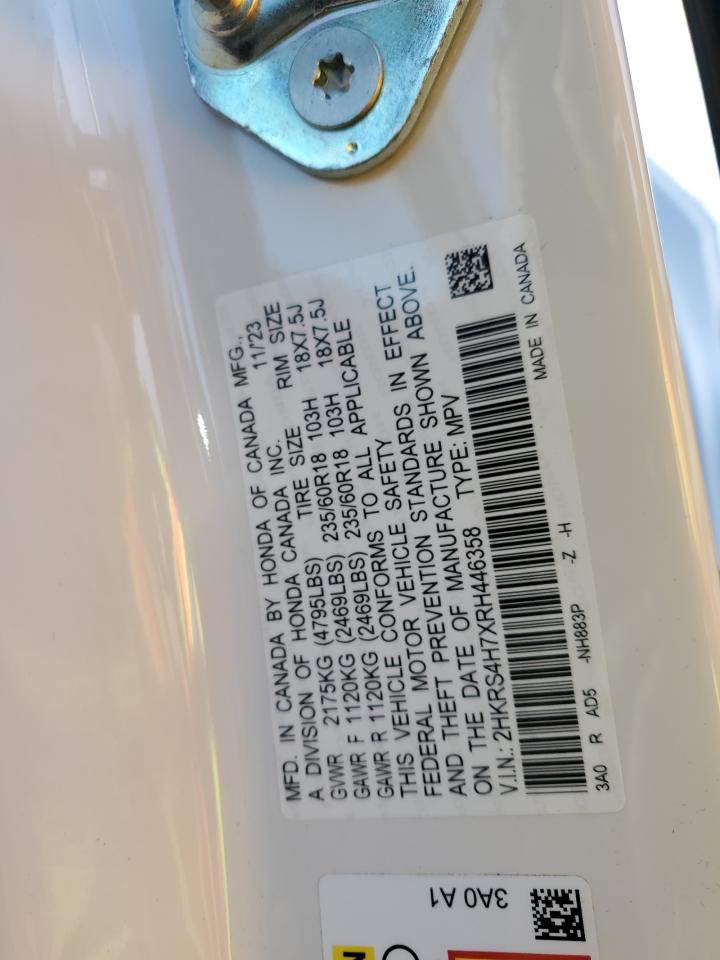 MFD. IN CANADA BY HONDA OF CANADA MFG.,
A DIVISION OF HONDA CANADA INC. 11/'23
GVWR 2175KG (4795LBS) TIRE SIZE RIM SIZE
GAWR F 1120KG (2469LBS) 235/60R18 103H 18X7.5J
GAWR R 1120KG (2469LBS) 235/60R18 103H 18X7.5J
THIS VEHICLE CONFORMS TO ALL APPLICABLE
FEDERAL MOTOR VEHICLE SAFETY
AND THEFT PREVENTION STANDARDS IN EFFECT
ON THE DATE OF MANUFACTURE SHOWN ABOVE.
V.I.N.: 2HKRS4H7XRH446358 TYPE: MPV
3A0 R AD5 -NH883P -Z -H MADE IN CANADA
3A0 A1
N